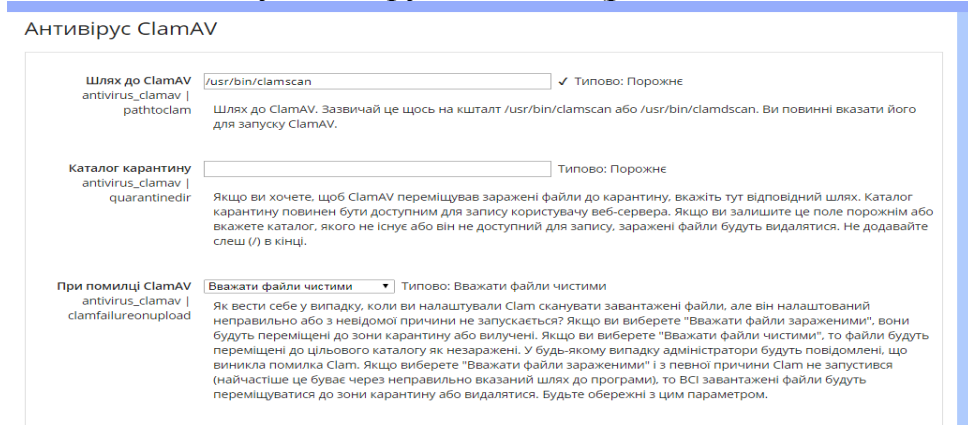 Антивірус ClamAV
Шлях до ClamAV /usr/bin/clamscan ✓ Типово: Порожнє
antivirus_clamav |
pathtoclam
Шлях до ClamAV. Зазвичай це щось на кшталт /usr/bin/clamscan або /usr/bin/clamdscan. Ви повинні вказати його
для запуску ClamAV.
Каталог карантину Типово: Порожнє
antivirus_clamav |
quarantinedir
Якщо ви хочете, щоб ClamAV переміщував заражені файли до карантину, вкажіть тут відповідний шлях. Каталог
карантину повинен бути доступним для запису користувачу веб-сервера. Якщо ви залишите це поле порожнім або
вкажете каталог, якого не існує або він не доступний для запису, заражені файли будуть видалятися. Не додавайте
слеш (/) в кінці.
При помилці ClamAV Вважати файли чистими Типово: Вважати файли чистими
antivirus_clamav |
clamfailureonupload
Як вести себе у випадку, коли ви налаштували Clam сканувати завантажені файли, але він налаштований
неправильно або з невідомої причини не запускається? Якщо ви виберете "Вважати файли зараженими", вони
будуть переміщені до зони карантину або вилучені. Якщо ви виберете "Вважати файли чистими", то файли будуть
переміщені до цільового каталогу як незаражені. У будь-якому випадку адміністратори будуть повідомлені, що
виникла помилка Clam. Якщо виберете "Вважати файли зараженими" і з певної причини Clam не запустився
(найчастіше це буває через неправильно вказаний шлях до програми), то ВСІ завантажені файли будуть
переміщуватися до зони карантину або видалятися. Будьте обережні з цим параметром.